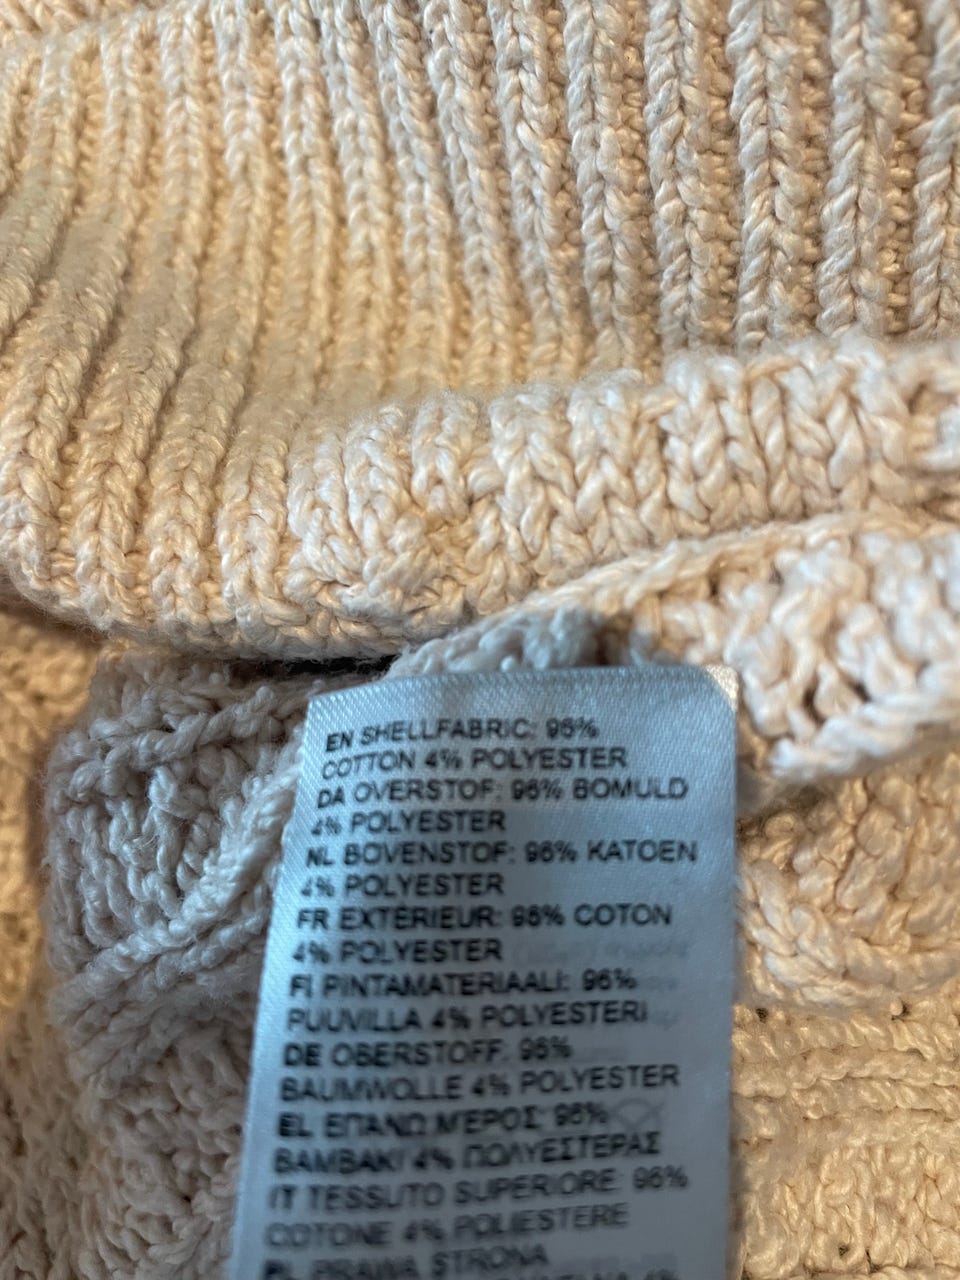 EN SHELLFABRIC: 96%
COTTON 4% POLYESTER
DA OVERSTOF: 96% BOMULD
4% POLYESTER
NL BOVENSTOF: 96% KATOEN
4% POLYESTER
FR EXTÉRIEUR: 96% COTON
4% POLYESTER
FI PINTAMATERIAALI: 96%
PUUVILLA 4% POLYESTERI
DE OBERSTOFF: 96%
BAUMWOLLE 4% POLYESTER
EL ΕΠΑΝΩ ΜΈΡΟΣ: 96%
ΒΑΜΒΑΚΙ 4% ΠΟΛΥΕΣΤΕΡΑΣ
IT TESSUTO SUPERIORE: 96%
COTONE 4% POLIESTERE
PL PRAWA STRONA
4%